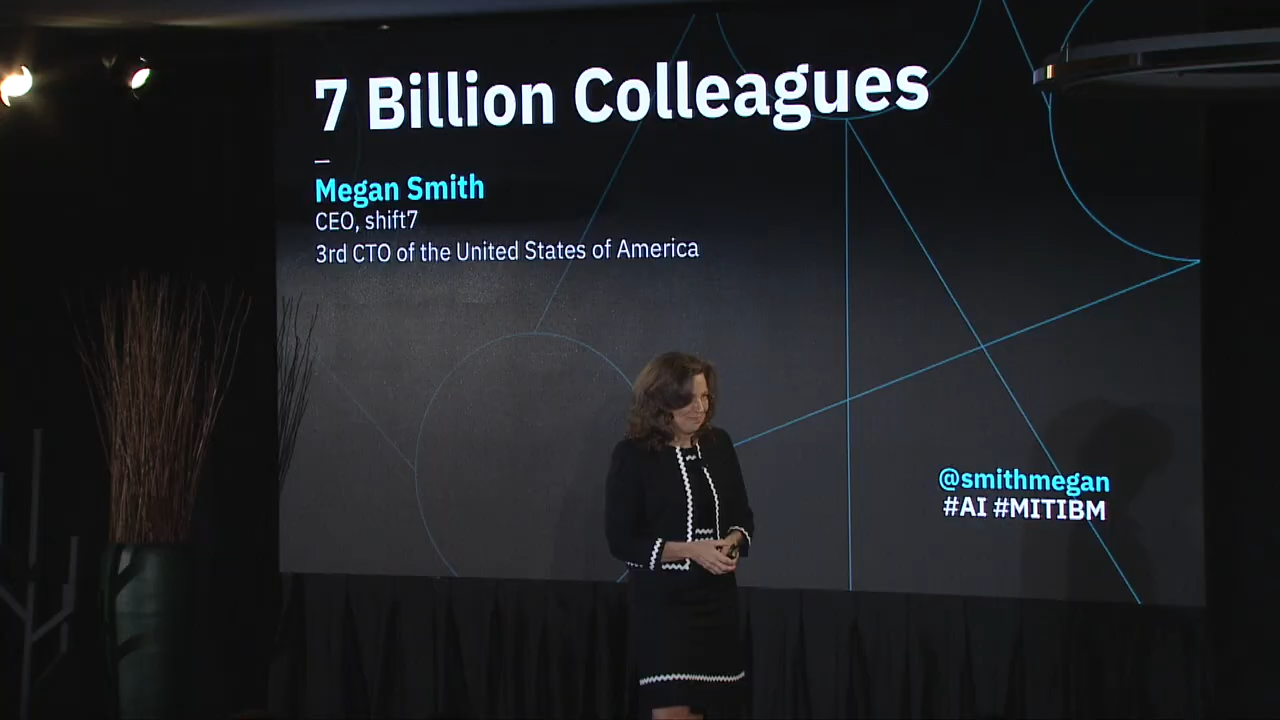 7 Billion Colleagues
Megan Smith
CEO, shift7
3rd CTO of the United States of America
@smithmegan
#AI #MITIBM